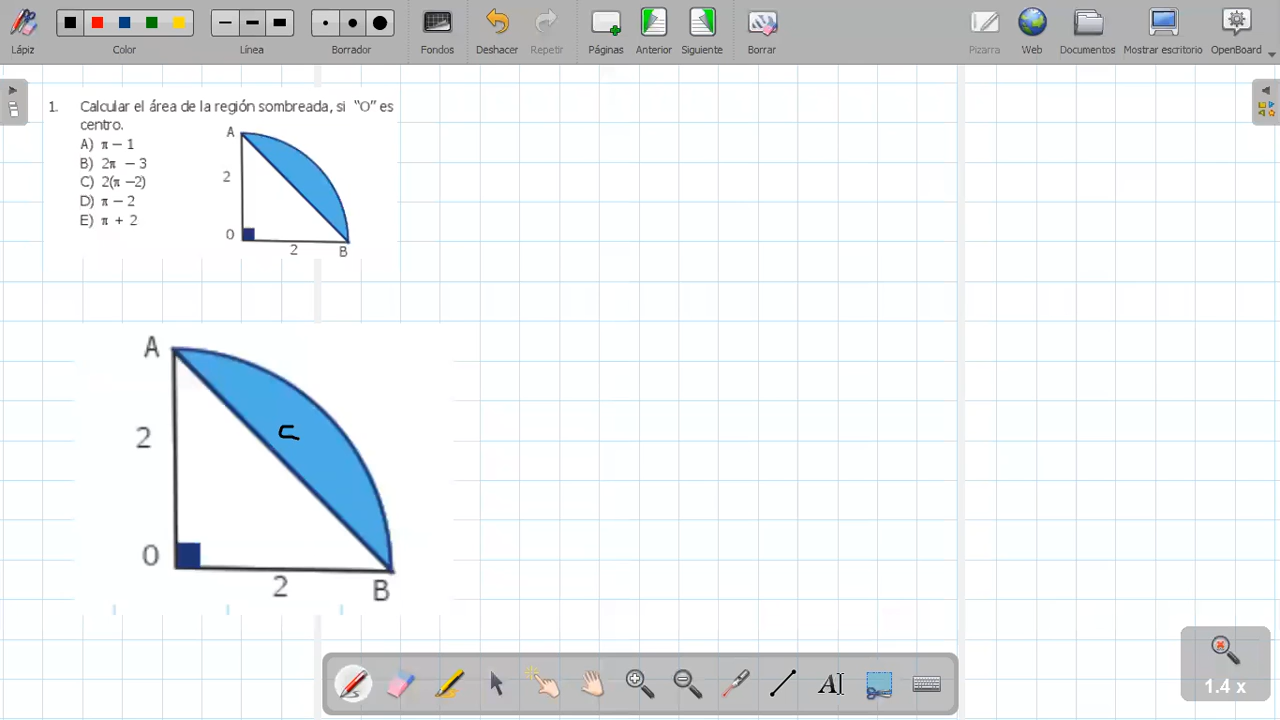 Lápiz
Color
Línea
Borrador
Fondos
Deshacer
Repetir
Páginas
Anterior
Siguiente
Borrar
Pizarra
Web
Documentos
Mostrar escritorio
OpenBoard
1. Calcular el área de la región sombreada, si "O" es
centro.
A) π − 1
B) 2π − 3
C) 2(π −2)
D) π − 2
E) π + 2
A
2
0
2
B
A
2
0
2
B
AI
1.4 x